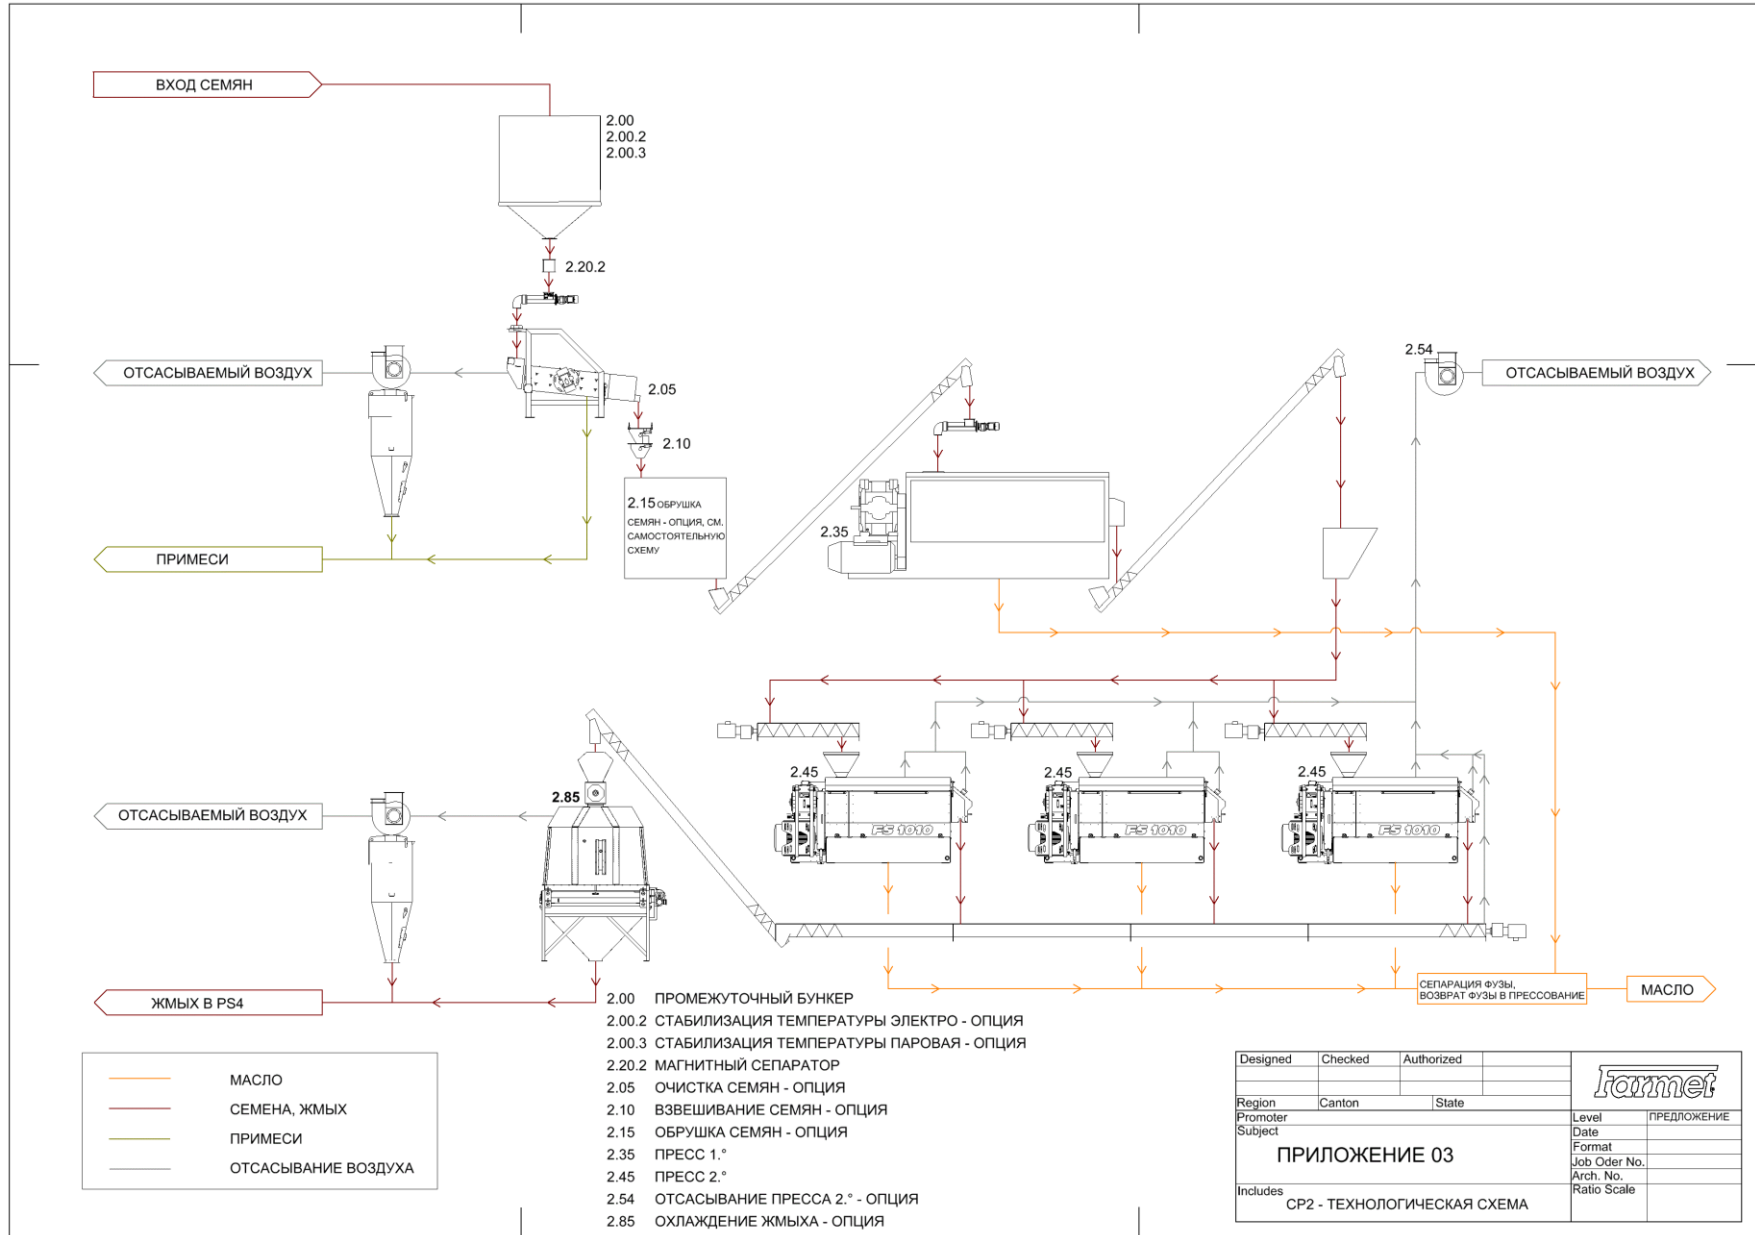 ВХОД СЕМЯН
2.00
2.00.2
2.00.3
2.20.2
ОТСАСЫВАЕМЫЙ ВОЗДУХ
2.05
2.10
2.54
ОТСАСЫВАЕМЫЙ ВОЗДУХ
2.15 ОБРУШКА
СЕМЯН - ОПЦИЯ, СМ.
САМОСТОЯТЕЛЬНУЮ
СХЕМУ
2.35
ПРИМЕСИ
2.45
2.45
2.45
FS 1010
FS 1010
FS 1010
ОТСАСЫВАЕМЫЙ ВОЗДУХ
2.85
ЖМЫХ В PS4
СЕПАРАЦИЯ ФУЗЫ,
ВОЗВРАТ ФУЗЫ В ПРЕССОВАНИЕ
МАСЛО
2.00 ПРОМЕЖУТОЧНЫЙ БУНКЕР
2.00.2 СТАБИЛИЗАЦИЯ ТЕМПЕРАТУРЫ ЭЛЕКТРО - ОПЦИЯ
2.00.3 СТАБИЛИЗАЦИЯ ТЕМПЕРАТУРЫ ПАРОВАЯ - ОПЦИЯ
2.20.2 МАГНИТНЫЙ СЕПАРАТОР
2.05 ОЧИСТКА СЕМЯН - ОПЦИЯ
2.10 ВЗВЕШИВАНИЕ СЕМЯН - ОПЦИЯ
2.15 ОБРУШКА СЕМЯН - ОПЦИЯ
2.35 ПРЕСС 1.°
2.45 ПРЕСС 2.°
2.54 ОТСАСЫВАНИЕ ПРЕССА 2.° - ОПЦИЯ
2.85 ОХЛАЖДЕНИЕ ЖМЫХА - ОПЦИЯ
МАСЛО
СЕМЕНА, ЖМЫХ
ПРИМЕСИ
ОТСАСЫВАНИЕ ВОЗДУХА
Designed Checked Authorized
Farmet
Region Canton State
Promoter
Level ПРЕДЛОЖЕНИЕ
Subject
Date
ПРИЛОЖЕНИЕ 03
Format
Job Oder No.
Arch. No.
Includes
Ratio Scale
CP2 - ТЕХНОЛОГИЧЕСКАЯ СХЕМА